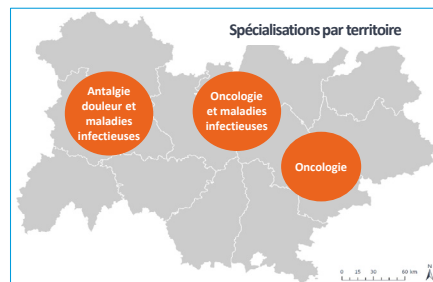 Spécialisations par territoire
Antalgie
douleur et
maladies
infectieuses
Oncologie
et maladies
infectieuses
Oncologie
0 15 30 60 km
N